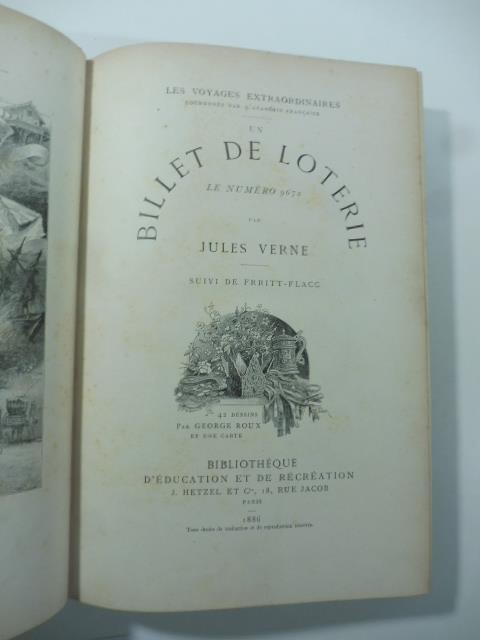 LES VOYAGES EXTRAORDINAIRES
COURONNÉS PAR L'ACADÉMIE FRANÇAISE
UN
BILLET DE LOTERIE
LE NUMÉRO 9672
PAR
JULES VERNE
SUIVI DE FRRITT-FLACC
42 DESSINS
PAR GEORGE ROUX
ET UNE CARTE
BIBLIOTHÈQUE
D'ÉDUCATION ET DE RÉCRÉATION
J. HETZEL ET Cie, 18, RUE JACOB
PARIS
1886
Tous droits de traduction et de reproduction réservés.